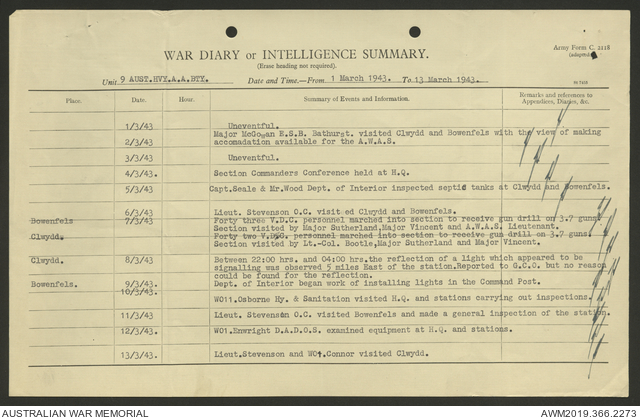 Army Form C. 2118
(adapted)
WAR DIARY or INTELLIGENCE SUMMARY.
(Erase heading not required).
Unit 9 AUST.HVY.A.A.BTY. Date and Time.—From 1 March 1943. To 13 March 1943.
Place. Date. Hour. Summary of Events and Information. Remarks and references to
Appendices, Diaries, &c.
1/3/43 Uneventful.
Major McGowan E.S.B. Bathurst. visited Clwydd and Bowenfels with the view of making
2/3/43 accomadation available for the A.W.A.S.
3/3/43 Uneventful.
4/3/43. Section Commanders Conference held at H.Q.
5/3/43 Capt.Seale & Mr.Wood Dept. of Interior inspected septic tanks at Clwydd and Bowenfels.
6/3/43 Lieut. Stevenson O.C. visited Clwydd and Bowenfels.
Bowenfels 7/3/43 Forty three V.D.C. personnel marched into section to receive gun drill on 3.7 guns.
Section visited by Major Sutherland,Major Vincent and A.W.A.S. Lieutenant.
Clwydd. Forty two V.D.C. personnel marched into section to receive gun drill on 3.7 guns.
Section visited by Lt.-Col. Bootle,Major Sutherland and Major Vincent.
Clwydd. 8/3/43 Between 22:00 hrs. and 04:00 hrs.the reflection of a light which appeared to be
signalling was observed 5 miles East of the station.Reported to G.C.O. but no reason
could be found for the reflection.
Bowenfels. 9/3/43. Dept. of Interior began work of installing lights in the Command Post.
10/3/43.
WO11.Osborne Hy. & Sanitation visited H.Q. and stations carrying out inspections.
11/3/43 Lieut. Stevenson O.C. visited Bowenfels and made a general inspection of the station.
12/3/43. WO1.Enwright D.A.D.O.S. examined equipment at H.Q. and stations.
13/3/43. Lieut.Stevenson and WO1.Connor visited Clwydd.
AUSTRALIAN WAR MEMORIAL AWM2019.366.2273